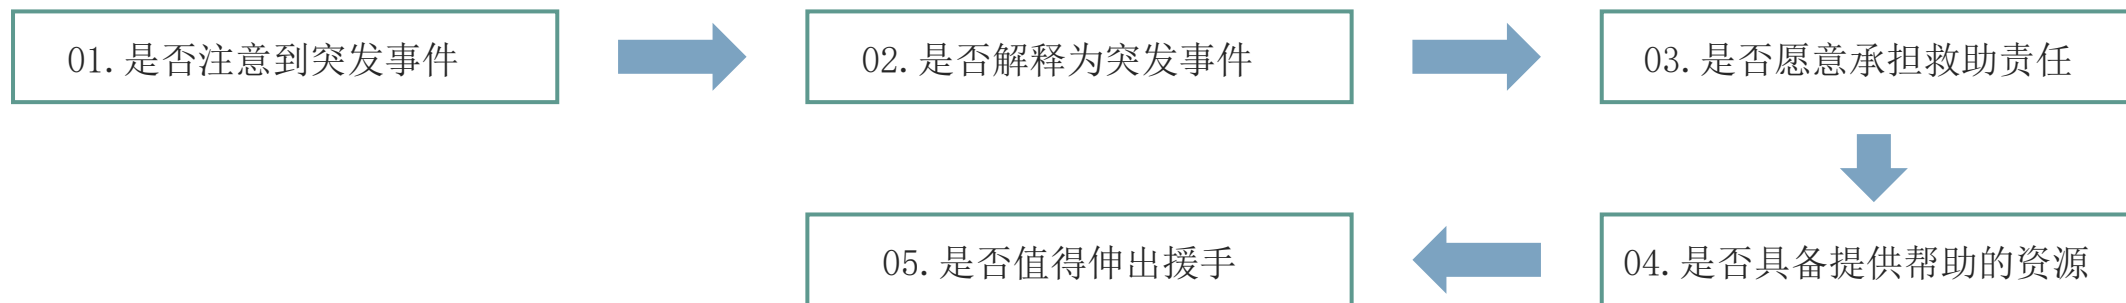 01.是否注意到突发事件
02.是否解释为突发事件
03.是否愿意承担救助责任
04.是否具备提供帮助的资源
05.是否值得伸出援手